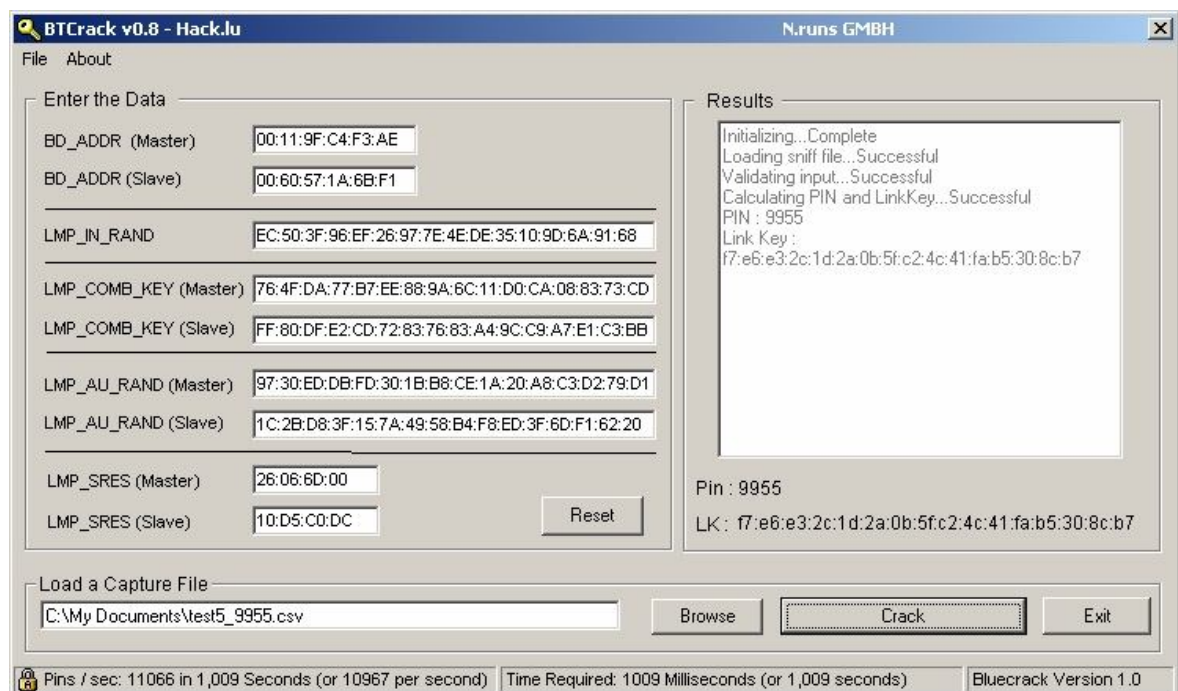 BTCrack v0.8 - Hack.lu N.runs GMBH
File About
Enter the Data
BD_ADDR (Master) 00:11:9F:C4:F3:AE
BD_ADDR (Slave) 00:60:57:1A:6B:F1
LMP_IN_RAND EC:50:3F:96:EF:26:97:7E:4E:DE:35:10:9D:6A:91:68
LMP_COMB_KEY (Master) 76:4F:DA:77:B7:EE:88:9A:6C:11:D0:CA:08:83:73:CD
LMP_COMB_KEY (Slave) FF:80:DF:E2:CD:72:83:76:83:A4:9C:C9:A7:E1:C3:BB
LMP_AU_RAND (Master) 97:30:ED:DB:FD:30:1B:B8:CE:1A:20:A8:C3:D2:79:D1
LMP_AU_RAND (Slave) 1C:2B:D8:3F:15:7A:49:58:B4:F8:ED:3F:6D:F1:62:20
LMP_SRES (Master) 26:06:6D:00
LMP_SRES (Slave) 10:D5:C0:DC
Reset
Results
Initializing...Complete
Loading sniff file...Successful
Validating input...Successful
Calculating PIN and LinkKey...Successful
PIN : 9955
Link Key :
f7:e6:e3:2c:1d:2a:0b:5f:c2:4c:41:fa:b5:30:8c:b7
Pin : 9955
LK : f7:e6:e3:2c:1d:2a:0b:5f:c2:4c:41:fa:b5:30:8c:b7
Load a Capture File
C:\My Documents\test5_9955.csv Browse Crack Exit
Pins / sec: 11066 in 1,009 Seconds (or 10967 per second) Time Required: 1009 Milliseconds (or 1,009 seconds) Bluecrack Version 1.0